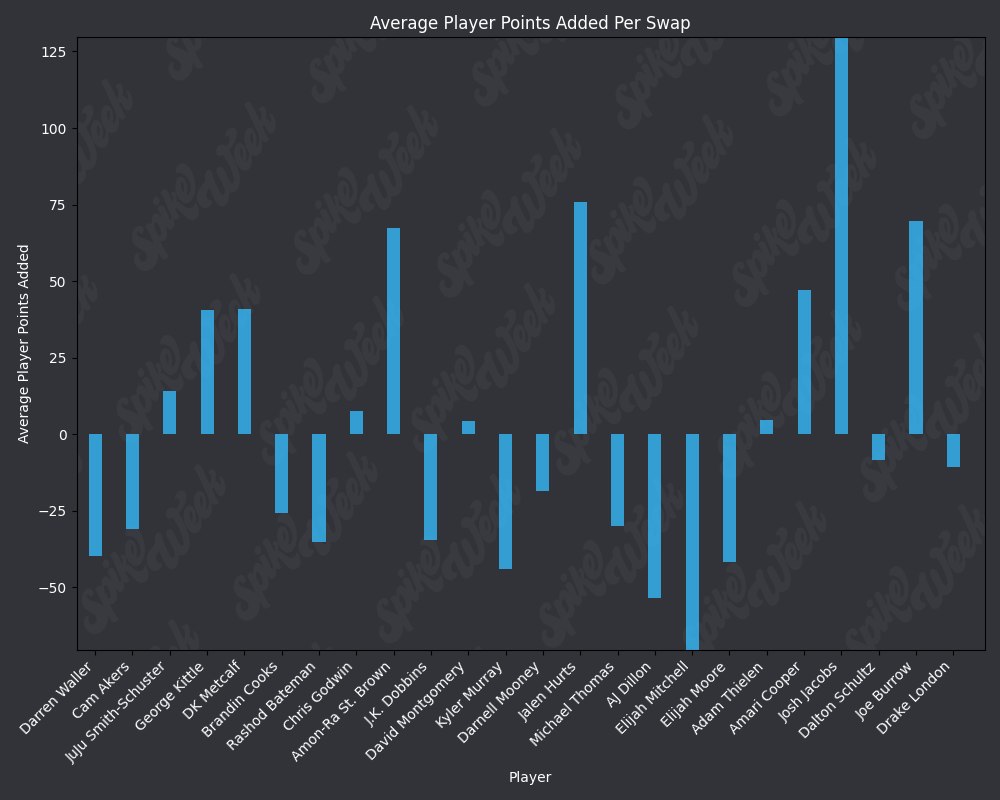 Average Player Points Added Per Swap
Average Player Points Added
125
100
75
50
25
0
−25
−50
Darren Waller
Cam Akers
JuJu Smith-Schuster
George Kittle
DK Metcalf
Brandin Cooks
Rashod Bateman
Chris Godwin
Amon-Ra St. Brown
J.K. Dobbins
David Montgomery
Kyler Murray
Darnell Mooney
Jalen Hurts
Michael Thomas
AJ Dillon
Elijah Mitchell
Elijah Moore
Adam Thielen
Amari Cooper
Josh Jacobs
Dalton Schultz
Joe Burrow
Drake London
Player
Spike Week